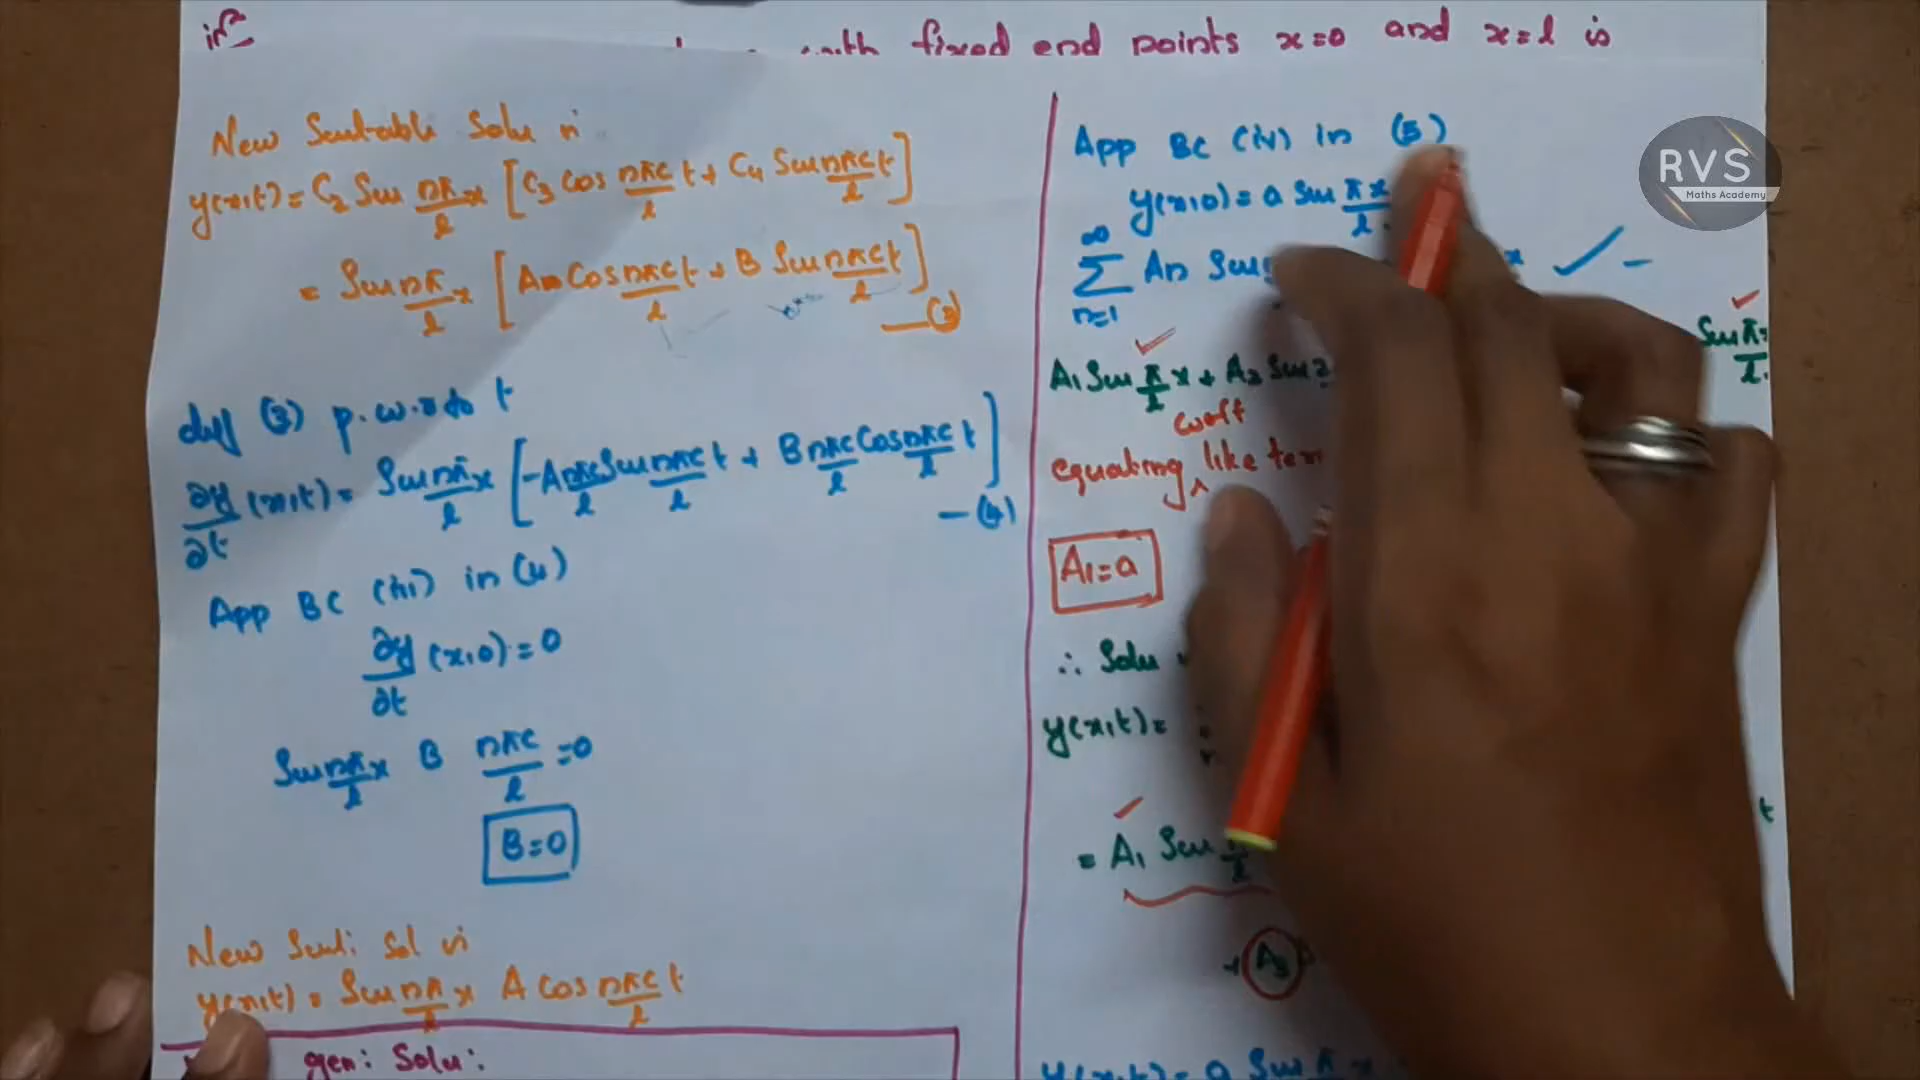 with fixed end points x=0 and x=l is
New Suitable Solu is
y(x,t) = C2 Sin nπ/l x [C3 Cos nπc/l t + C4 Sin nπc/l t]
= Sin nπ/l x [A Cos nπc/l t + B Sin nπc/l t] —(3)
diff (3) p.w.r.to t
∂y/∂t (x,t) = Sin nπ/l x [-A nπc/l Sin nπc/l t + B nπc/l Cos nπc/l t] —(4)
App BC (iii) in (4)
∂y/∂t (x,0) = 0
Sin nπ/l x B nπc/l = 0
B=0
New Suit: Sol is
y(x,t) = Sin nπ/l x A Cos nπc/l t
gen: Solu:
App BC (iv) in (5)
y(x,0) = a Sin πx/l
∞ Σ n=1 An Sin x ✓ –
A1 Sin π/l x + A2 Sin 2
Sin π
l
coeff
equating ^ like
A1=a
∴ Solu
y(x,t) =
t
= A1 Sin π/l
+ A3
y(x,t) = a Sin π x
RVS
Maths Academy